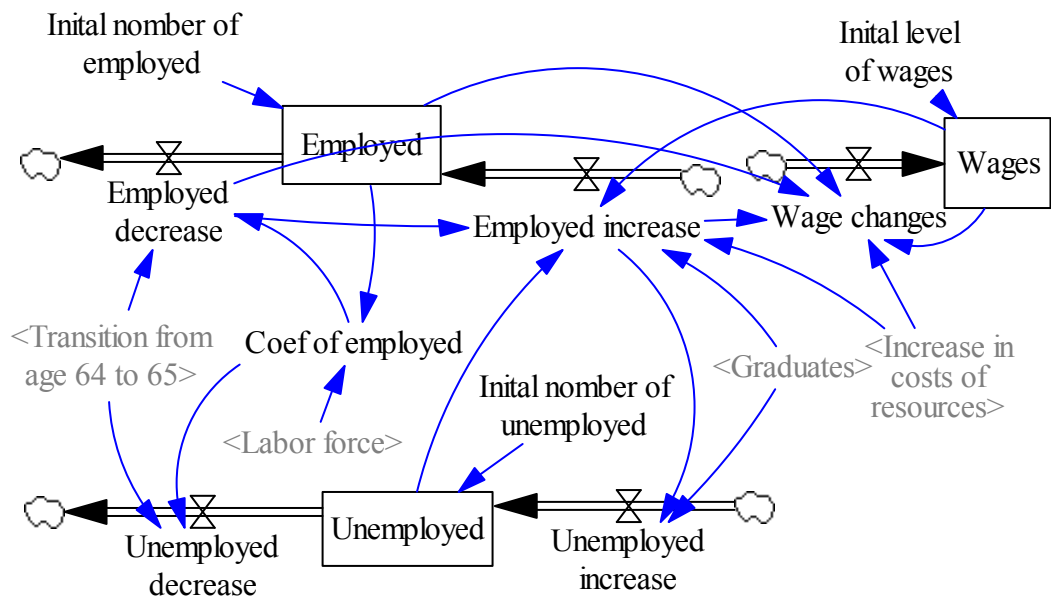 Inital nomber of
employed
Inital level
of wages
Employed
Wages
Employed
decrease
Employed increase
Wage changes
<Transition from
age 64 to 65>
Coef of employed
<Graduates>
<Increase in
costs of
resources>
Inital nomber of
unemployed
<Labor force>
Unemployed
Unemployed
decrease
Unemployed
increase